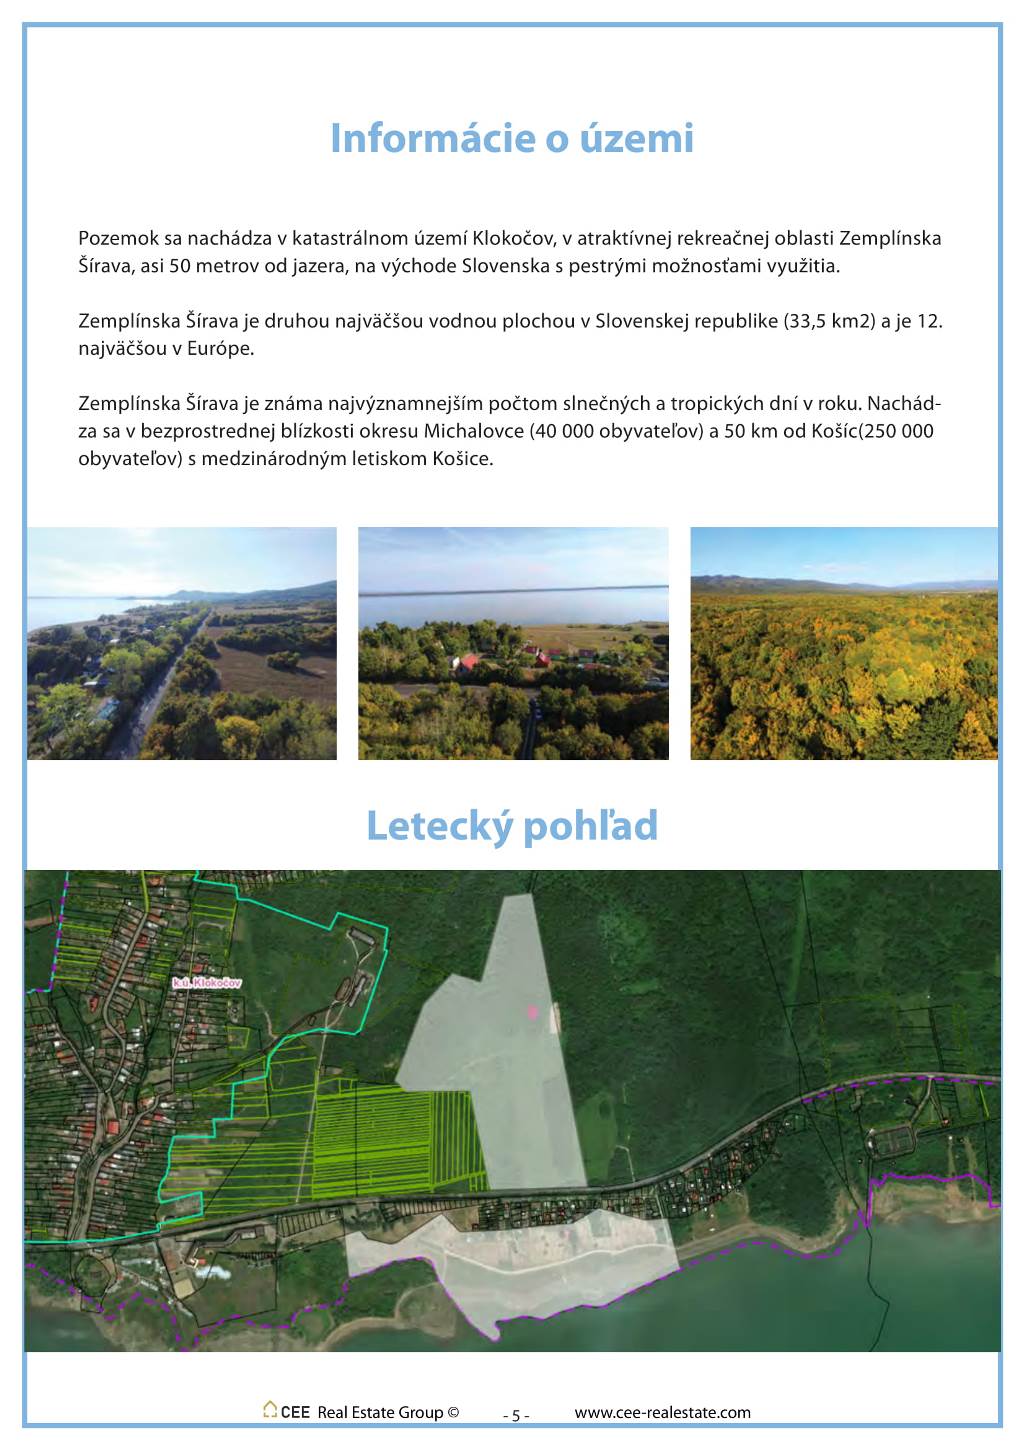 Informácie o územi
Pozemok sa nachádza v katastrálnom území Klokočov, v atraktívnej rekreačnej oblasti Zemplínska
Šírava, asi 50 metrov od jazera, na východe Slovenska s pestrými možnosťami využitia.
Zemplínska Šírava je druhou najväčšou vodnou plochou v Slovenskej republike (33,5 km2) a je 12.
najväčšou v Európe.
Zemplínska Šírava je známa najvýznamnejším počtom slnečných a tropických dní v roku. Nachád-
za sa v bezprostrednej blízkosti okresu Michalovce (40 000 obyvateľov) a 50 km od Košíc(250 000
obyvateľov) s medzinárodným letiskom Košice.
Letecký pohľad
k.ú. Klokočov
CEE Real Estate Group © - 5 - www.cee-realestate.com